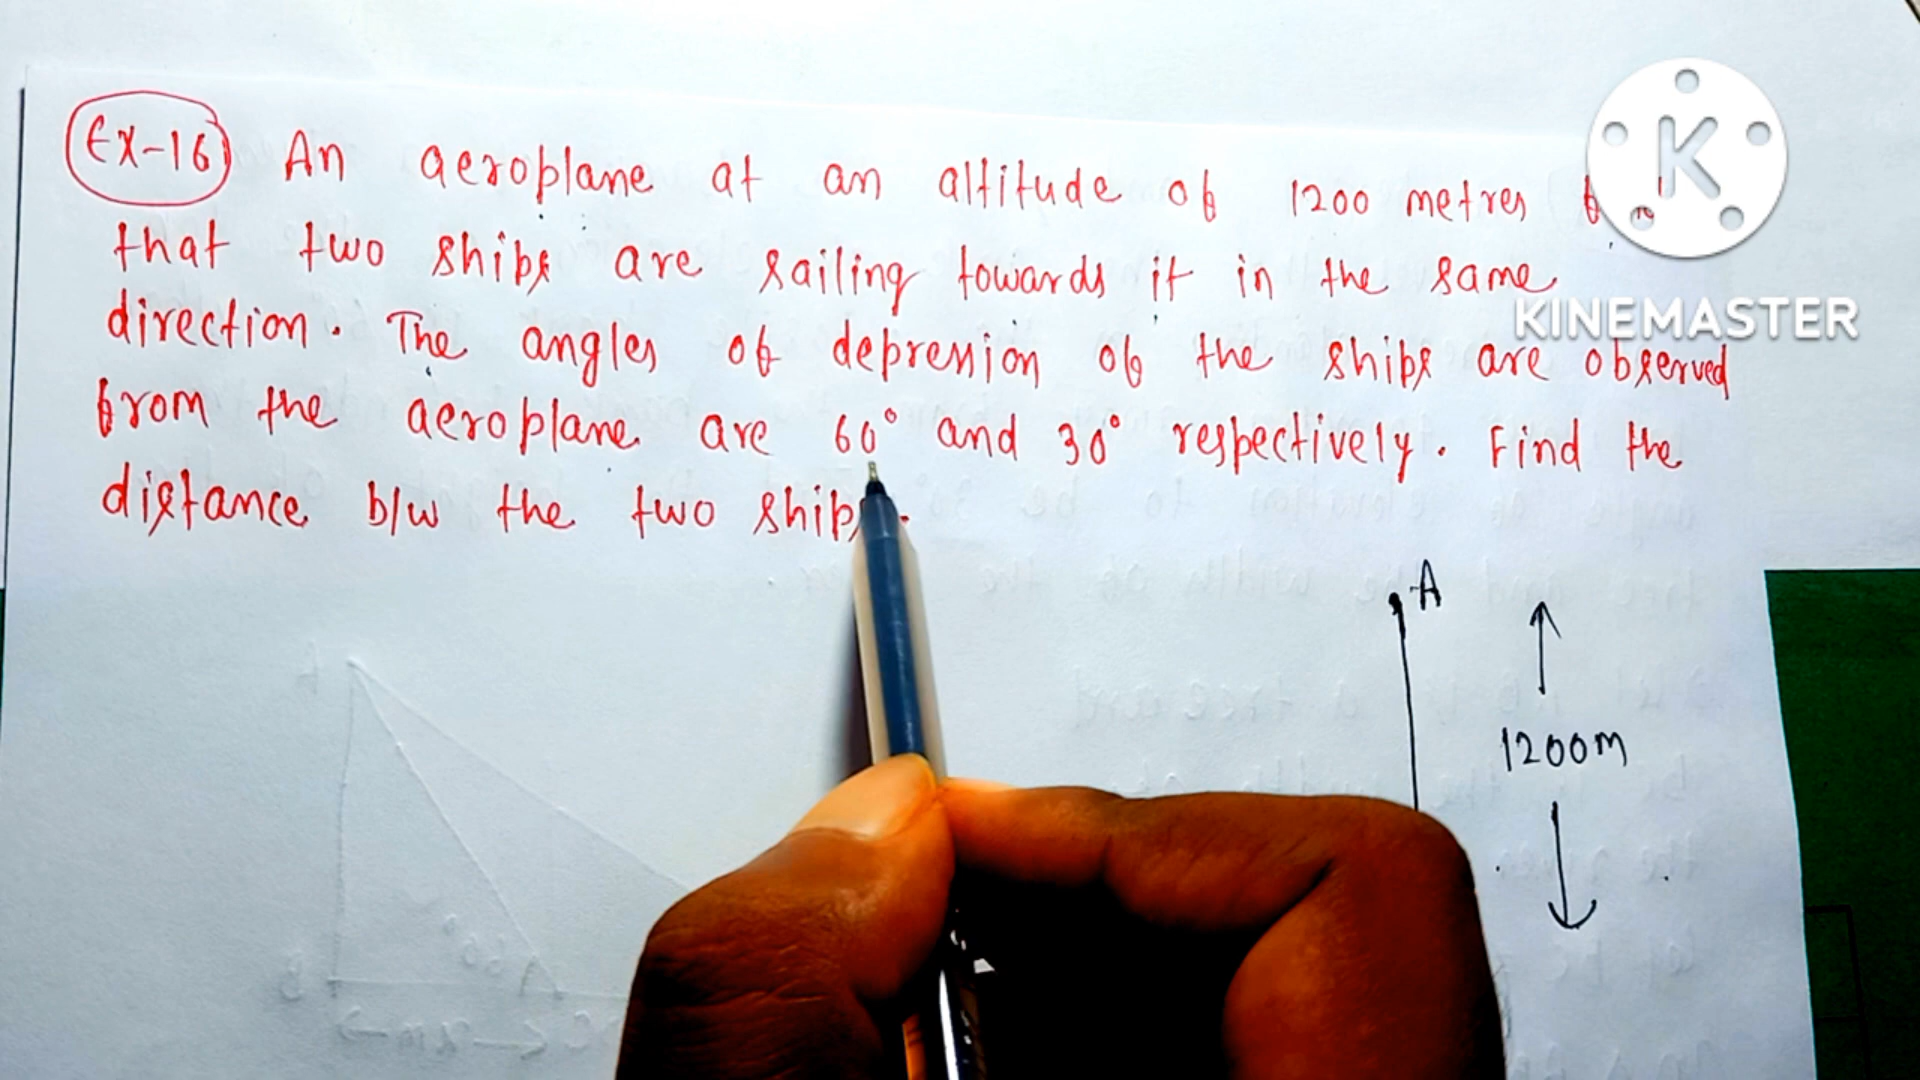 Ex-16 An aeroplane at an altitude of 1200 metres
that two ships are sailing towards it in the same
direction. The angles of depression of the ships are observed
from the aeroplane are 60° and 30° respectively. Find the
distance b/w the two ships.
A
1200m
K
KINEMASTER